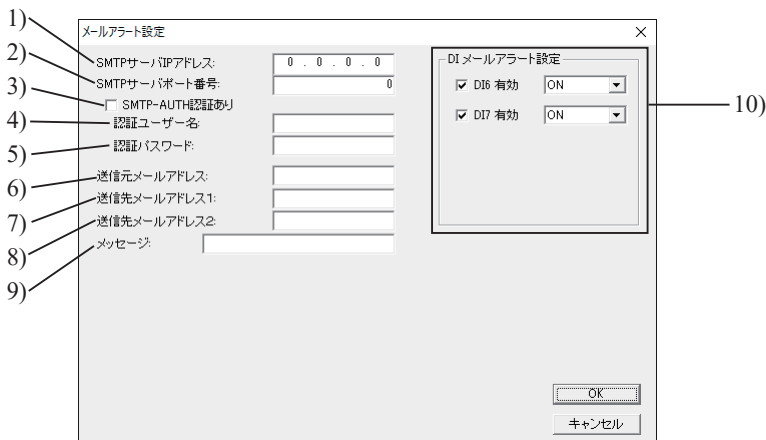 メールアラート設定 ×
1) SMTPサーバIPアドレス: 0 . 0 . 0 . 0
2) SMTPサーバポート番号: 0
3) SMTP-AUTH認証あり
4) 認証ユーザー名:
5) 認証パスワード:
6) 送信元メールアドレス:
7) 送信先メールアドレス1:
8) 送信先メールアドレス2:
9) メッセージ:
10)
DI メールアラート設定
DI6 有効 ON
DI7 有効 ON
OK
キャンセル